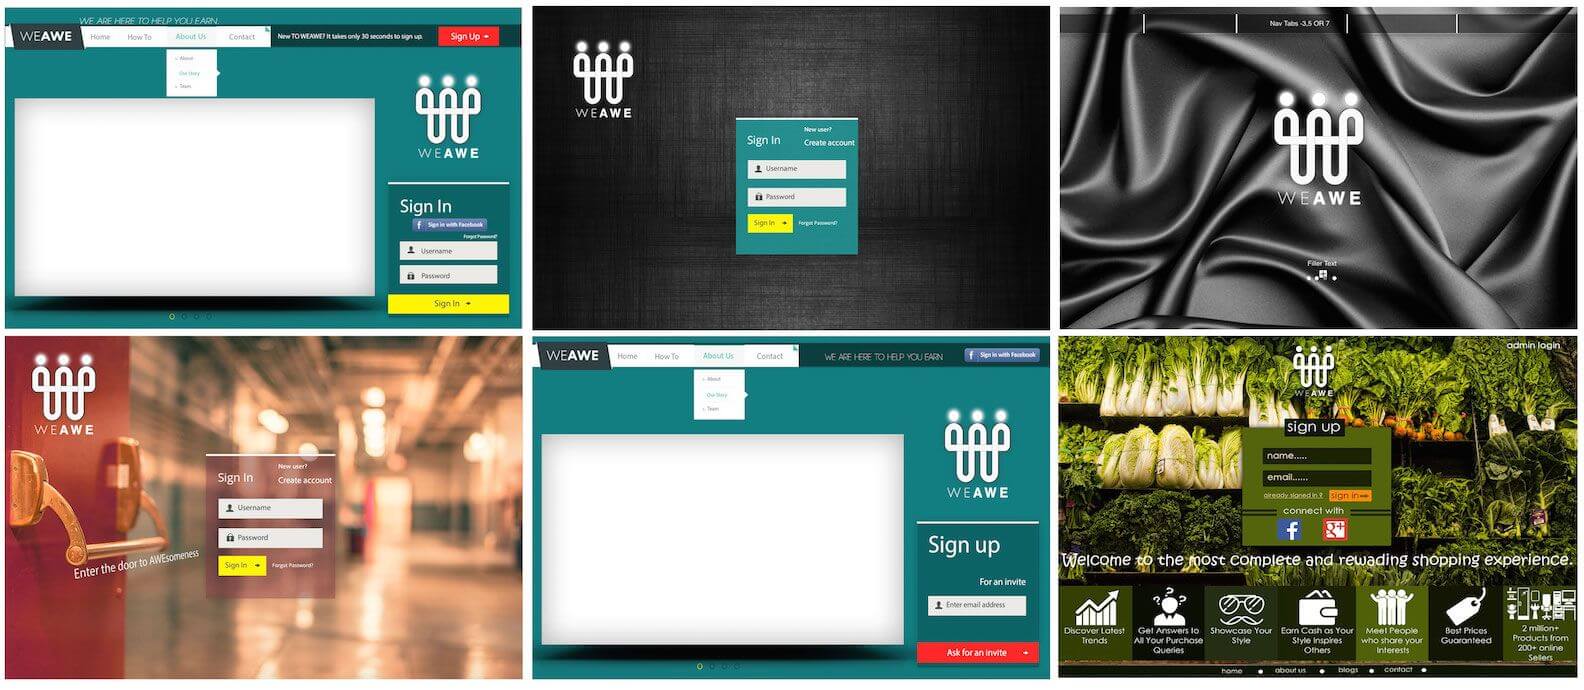 WE ARE HERE TO HELP YOU EARN.
WEAWE
Home
How To
About Us
Contact
New TO WEAWE? It takes only 30 seconds to sign up.
Sign Up
About
Our Story
Team
WEAWE
Sign In
f Sign in with Facebook
Forgot Password?
Username
Password
Sign In
WEAWE
Sign In
New user?
Create account
Username
Password
Sign In
Forgot Password?
Nav Tabs -3,5 OR 7
WEAWE
Filler Text
WEAWE
Enter the door to AWEsomeness
Sign In
New user?
Create account
Username
Password
Sign In
Forgot Password?
WEAWE
Home
How To
About Us
Contact
WE ARE HERE TO HELP YOU EARN
f Sign in with Facebook
About
Our Story
Team
WEAWE
Sign up
For an invite
Enter email address
Ask for an invite
admin login
WEAWE
sign up
name.....
email......
already signed in ?
sign in
connect with
f
g+
Welcome to the most complete and rewading shopping experience.
Discover Latest
Trends
Get Answers to
All Your Purchase
Queries
Showcase Your
Style
Earn Cash as Your
Style Inspires
Others
Meet People
who share your
Interests
Best Prices
Guaranteed
2 million+
Products from
200+ online
Sellers
home
about us
blogs
contact